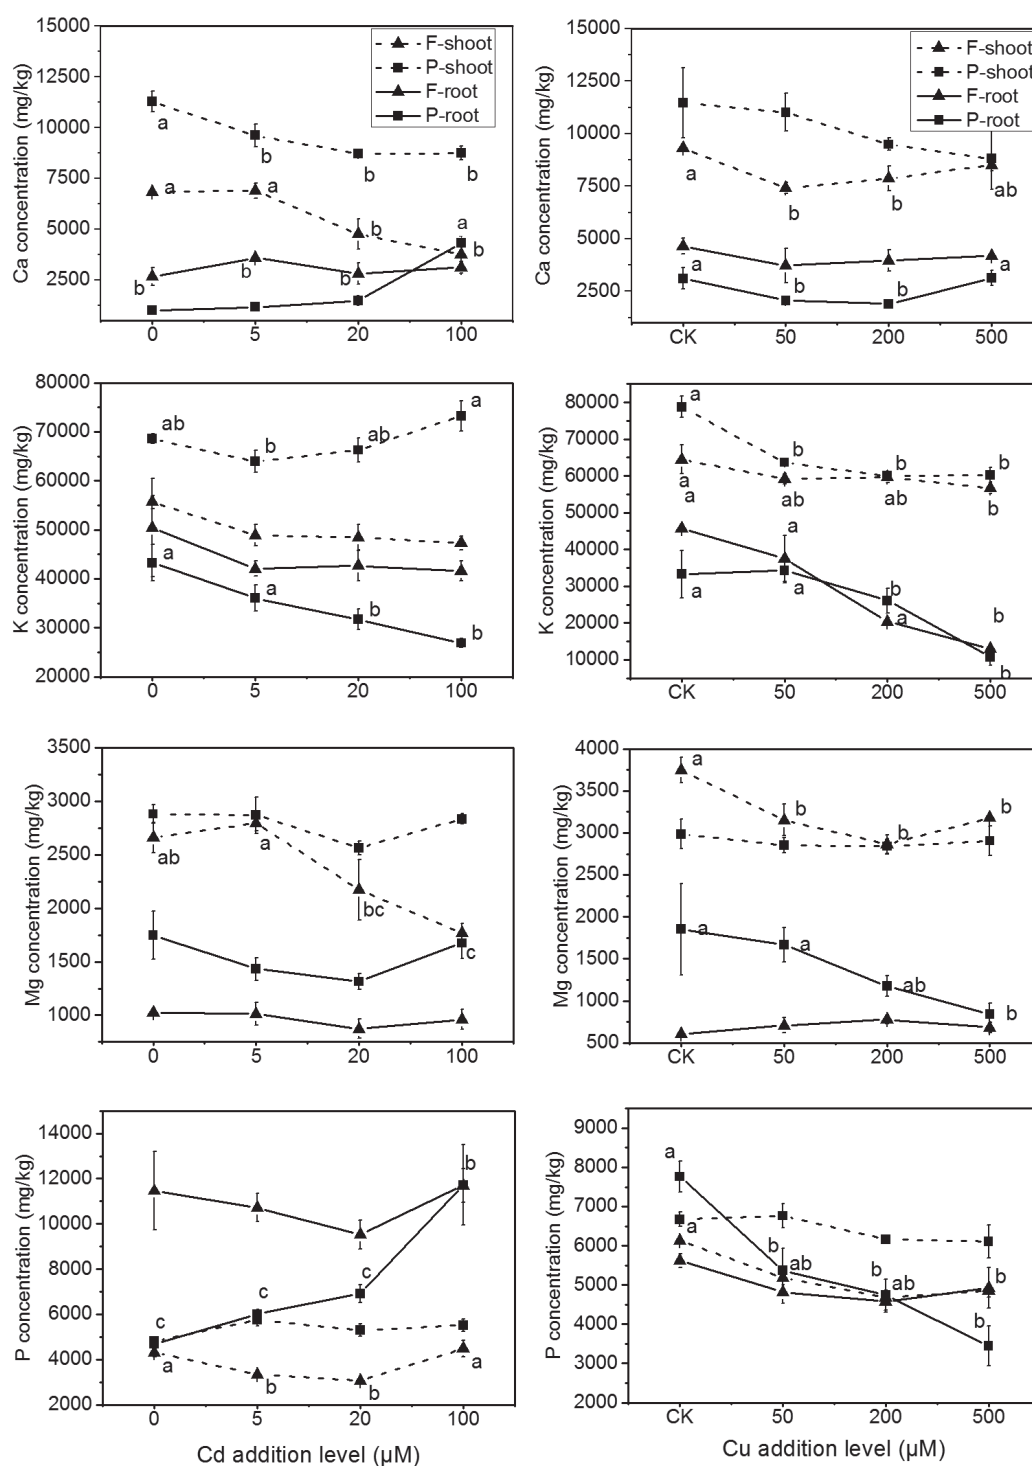 Ca concentration (mg/kg)
15000
12500
10000
7500
5000
2500
F-shoot
P-shoot
F-root
P-root
a
b
b
b
a
a
b
b
b
b
b
a
0
5
20
100
Ca concentration (mg/kg)
15000
12500
10000
7500
5000
2500
F-shoot
P-shoot
F-root
P-root
a
b
b
ab
a
b
b
a
CK
50
200
500
K concentration (mg/kg)
80000
70000
60000
50000
40000
30000
20000
ab
b
ab
a
a
a
b
b
0
5
20
100
K concentration (mg/kg)
80000
70000
60000
50000
40000
30000
20000
10000
a
b
b
b
a
ab
ab
b
a
a
a
a
b
a
b
b
CK
50
200
500
Mg concentration (mg/kg)
3500
3000
2500
2000
1500
1000
ab
a
bc
c
0
5
20
100
Mg concentration (mg/kg)
4000
3500
3000
2500
2000
1500
1000
500
a
b
b
b
a
a
ab
b
CK
50
200
500
P concentration (mg/kg)
14000
12000
10000
8000
6000
4000
2000
c
c
c
b
a
b
b
a
0
5
20
100
Cd addition level (μM)
P concentration (mg/kg)
9000
8000
7000
6000
5000
4000
3000
2000
a
a
b
ab
b
ab
b
b
CK
50
200
500
Cu addition level (μM)